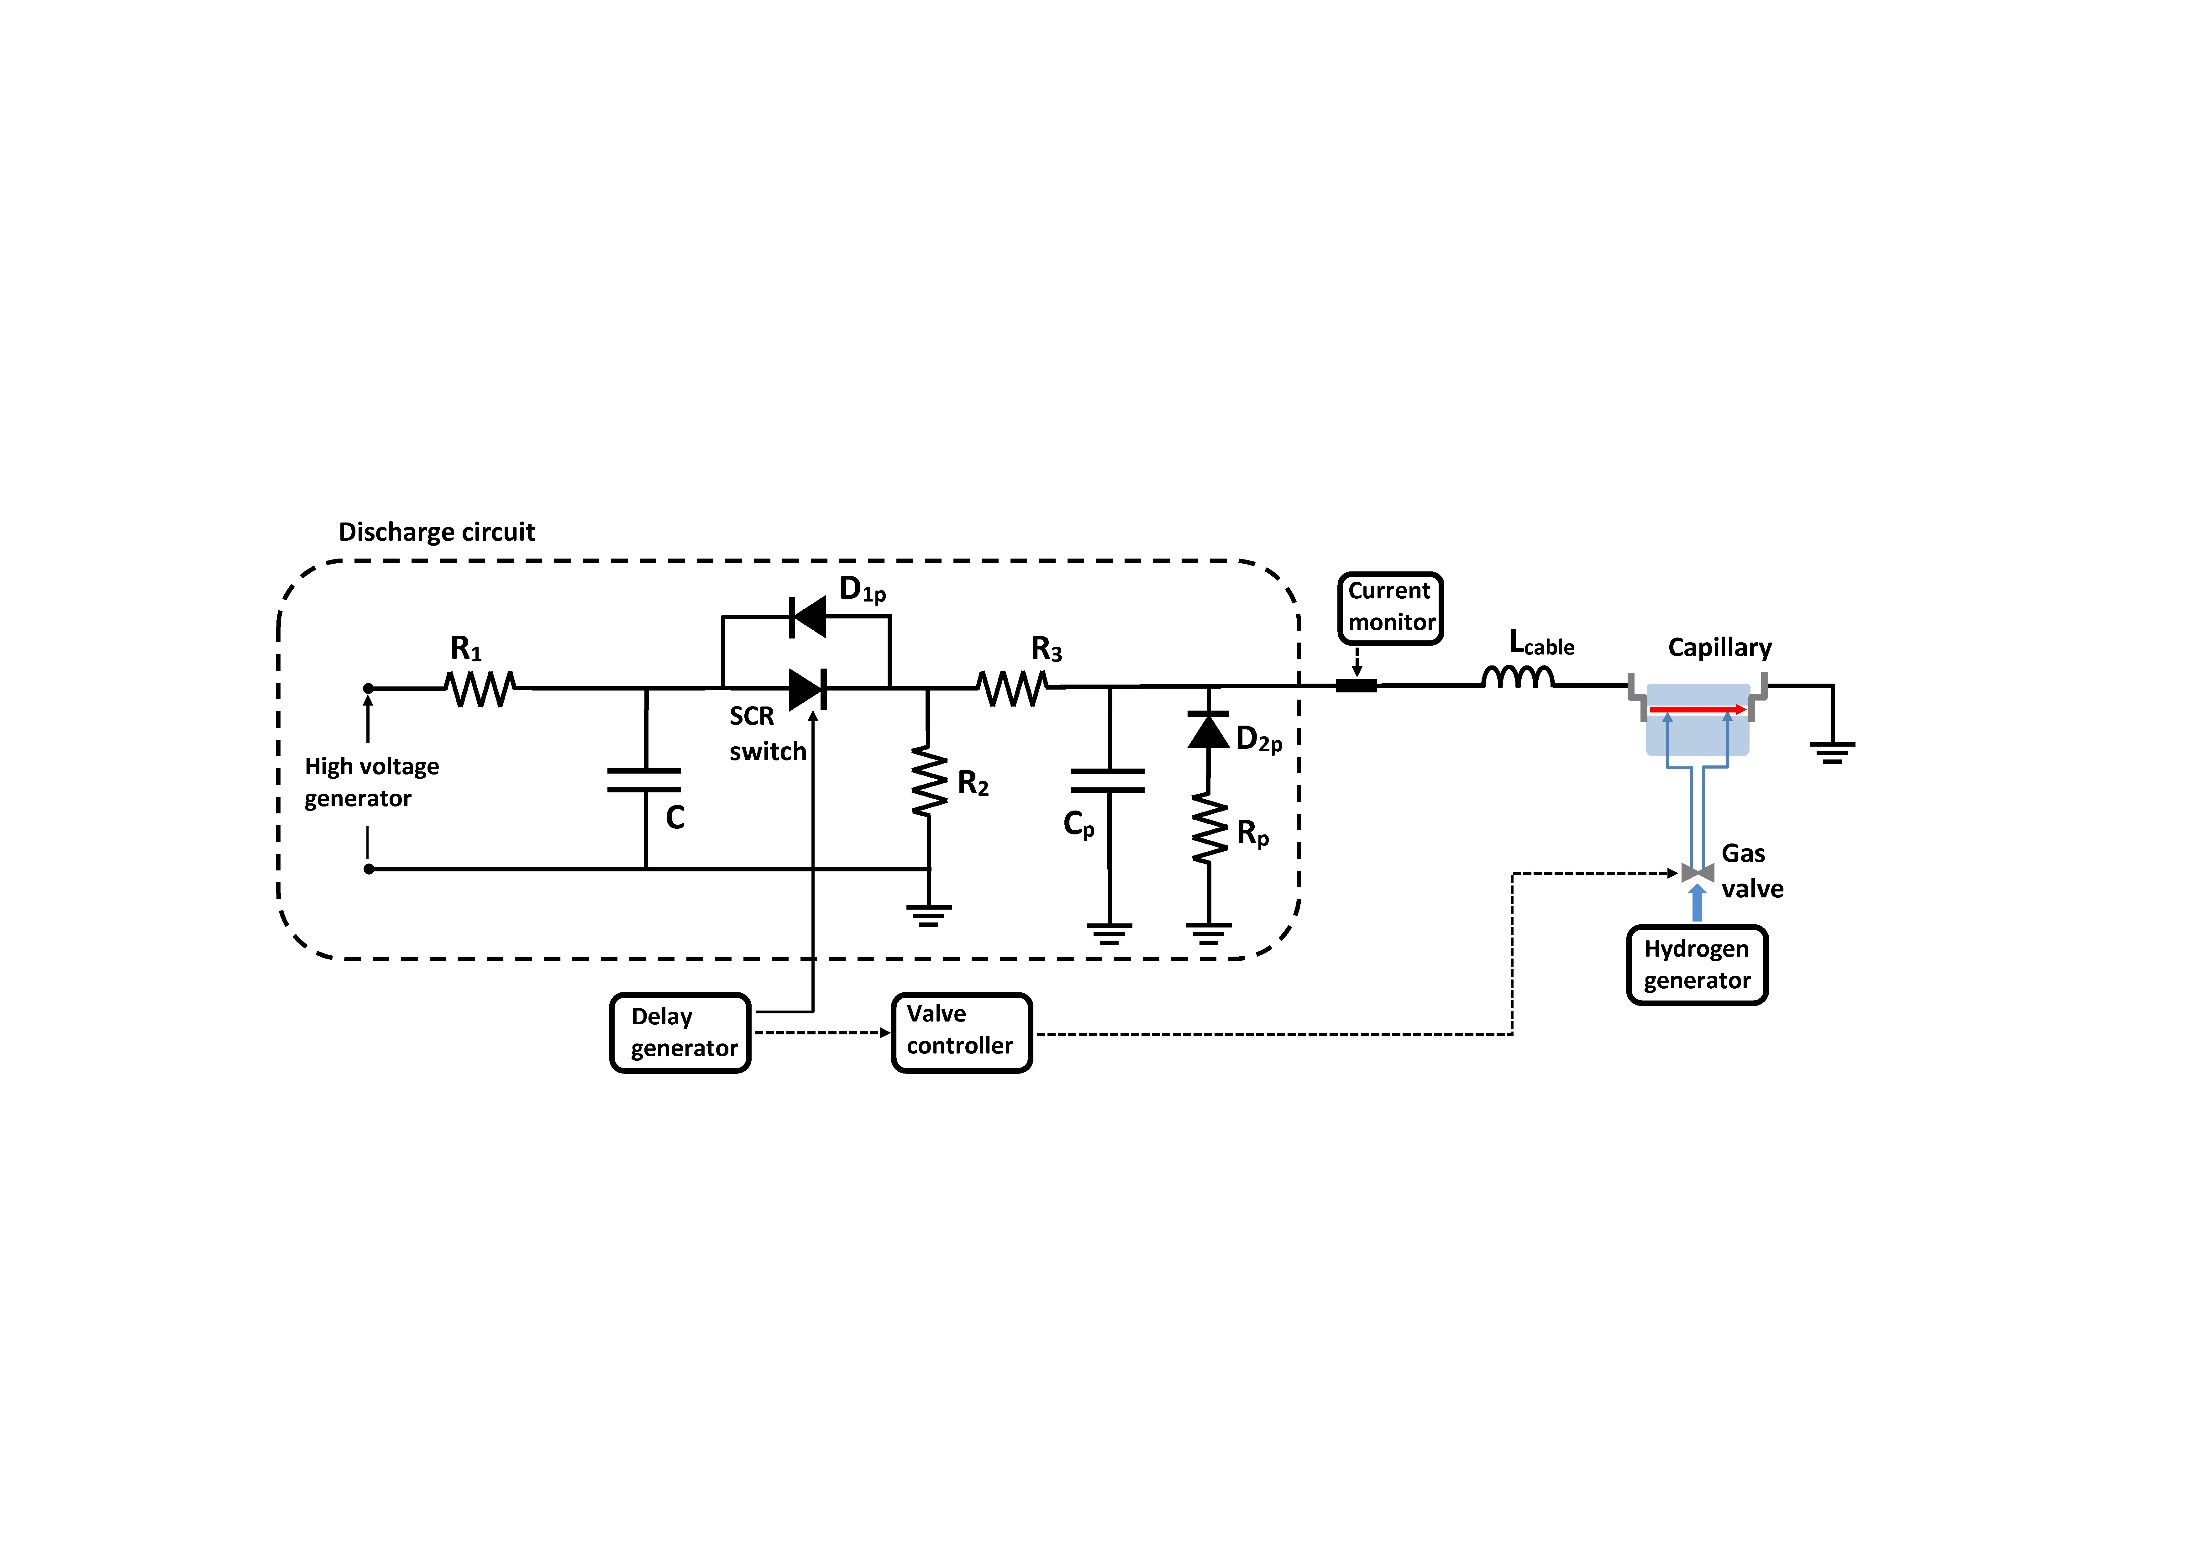 Discharge circuit
D1p
R1
R3
SCR
switch
High voltage
generator
C
R2
Cp
D2p
Rp
Current
monitor
Lcable
Capillary
Gas
valve
Hydrogen
generator
Delay
generator
Valve
controller